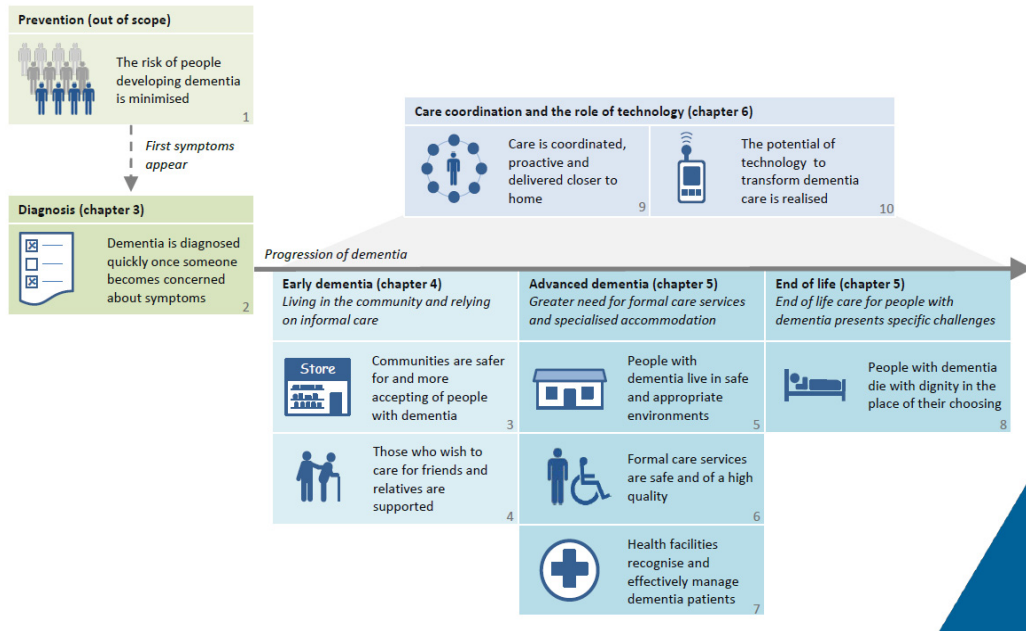 Prevention (out of scope)
The risk of people
developing dementia
is minimised
1
First symptoms
appear
Diagnosis (chapter 3)
Dementia is diagnosed
quickly once someone
becomes concerned
about symptoms
2
Care coordination and the role of technology (chapter 6)
Care is coordinated,
proactive and
delivered closer to
home
9
The potential of
technology to
transform dementia
care is realised
10
Progression of dementia
Early dementia (chapter 4)
Living in the community and relying
on informal care
Store
Communities are safer
for and more
accepting of people
with dementia
3
Those who wish to
care for friends and
relatives are
supported
4
Advanced dementia (chapter 5)
Greater need for formal care services
and specialised accommodation
People with
dementia live in safe
and appropriate
environments
5
Formal care services
are safe and of a high
quality
6
Health facilities
recognise and
effectively manage
dementia patients
7
End of life (chapter 5)
End of life care for people with
dementia presents specific challenges
People with dementia
die with dignity in the
place of their choosing
8